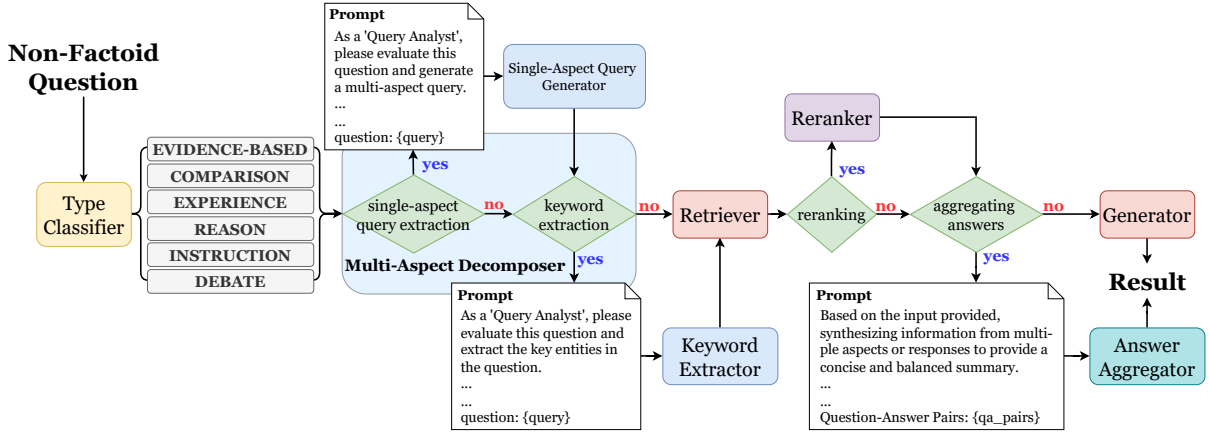 Non-Factoid
Question
Type
Classifier
EVIDENCE-BASED
COMPARISON
EXPERIENCE
REASON
INSTRUCTION
DEBATE
Prompt
As a 'Query Analyst',
please evaluate this
question and generate
a multi-aspect query.
...
...
question: {query}
Single-Aspect Query
Generator
yes
single-aspect
query extraction
no
keyword
extraction
no
yes
Multi-Aspect Decomposer
Prompt
As a 'Query Analyst', please
evaluate this question and
extract the key entities in
the question.
...
...
question: {query}
Keyword
Extractor
Retriever
Reranker
yes
reranking
no
aggregating
answers
no
yes
Prompt
Based on the input provided,
synthesizing information from multi-
ple aspects or responses to provide a
concise and balanced summary.
...
...
Question-Answer Pairs: {qa_pairs}
Generator
Result
Answer
Aggregator